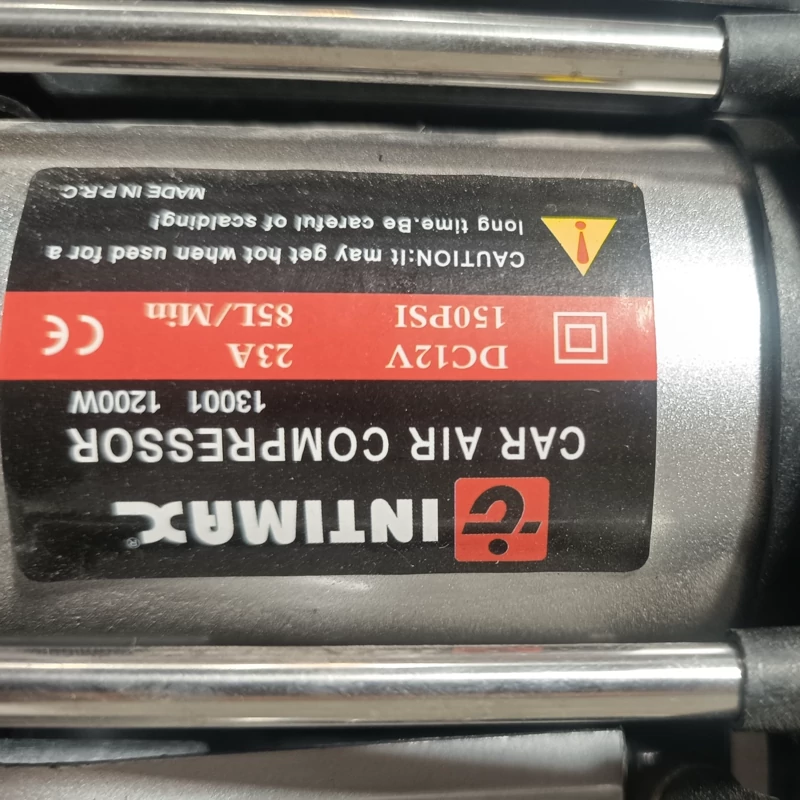 INTIMAX®
CAR AIR COMPRESSOR
13001 1200W
DC12V 23A
150PSI 85L/Min
CE
CAUTION:It may get hot when used for a
long time.Be careful of scalding!
MADE IN P.R.C